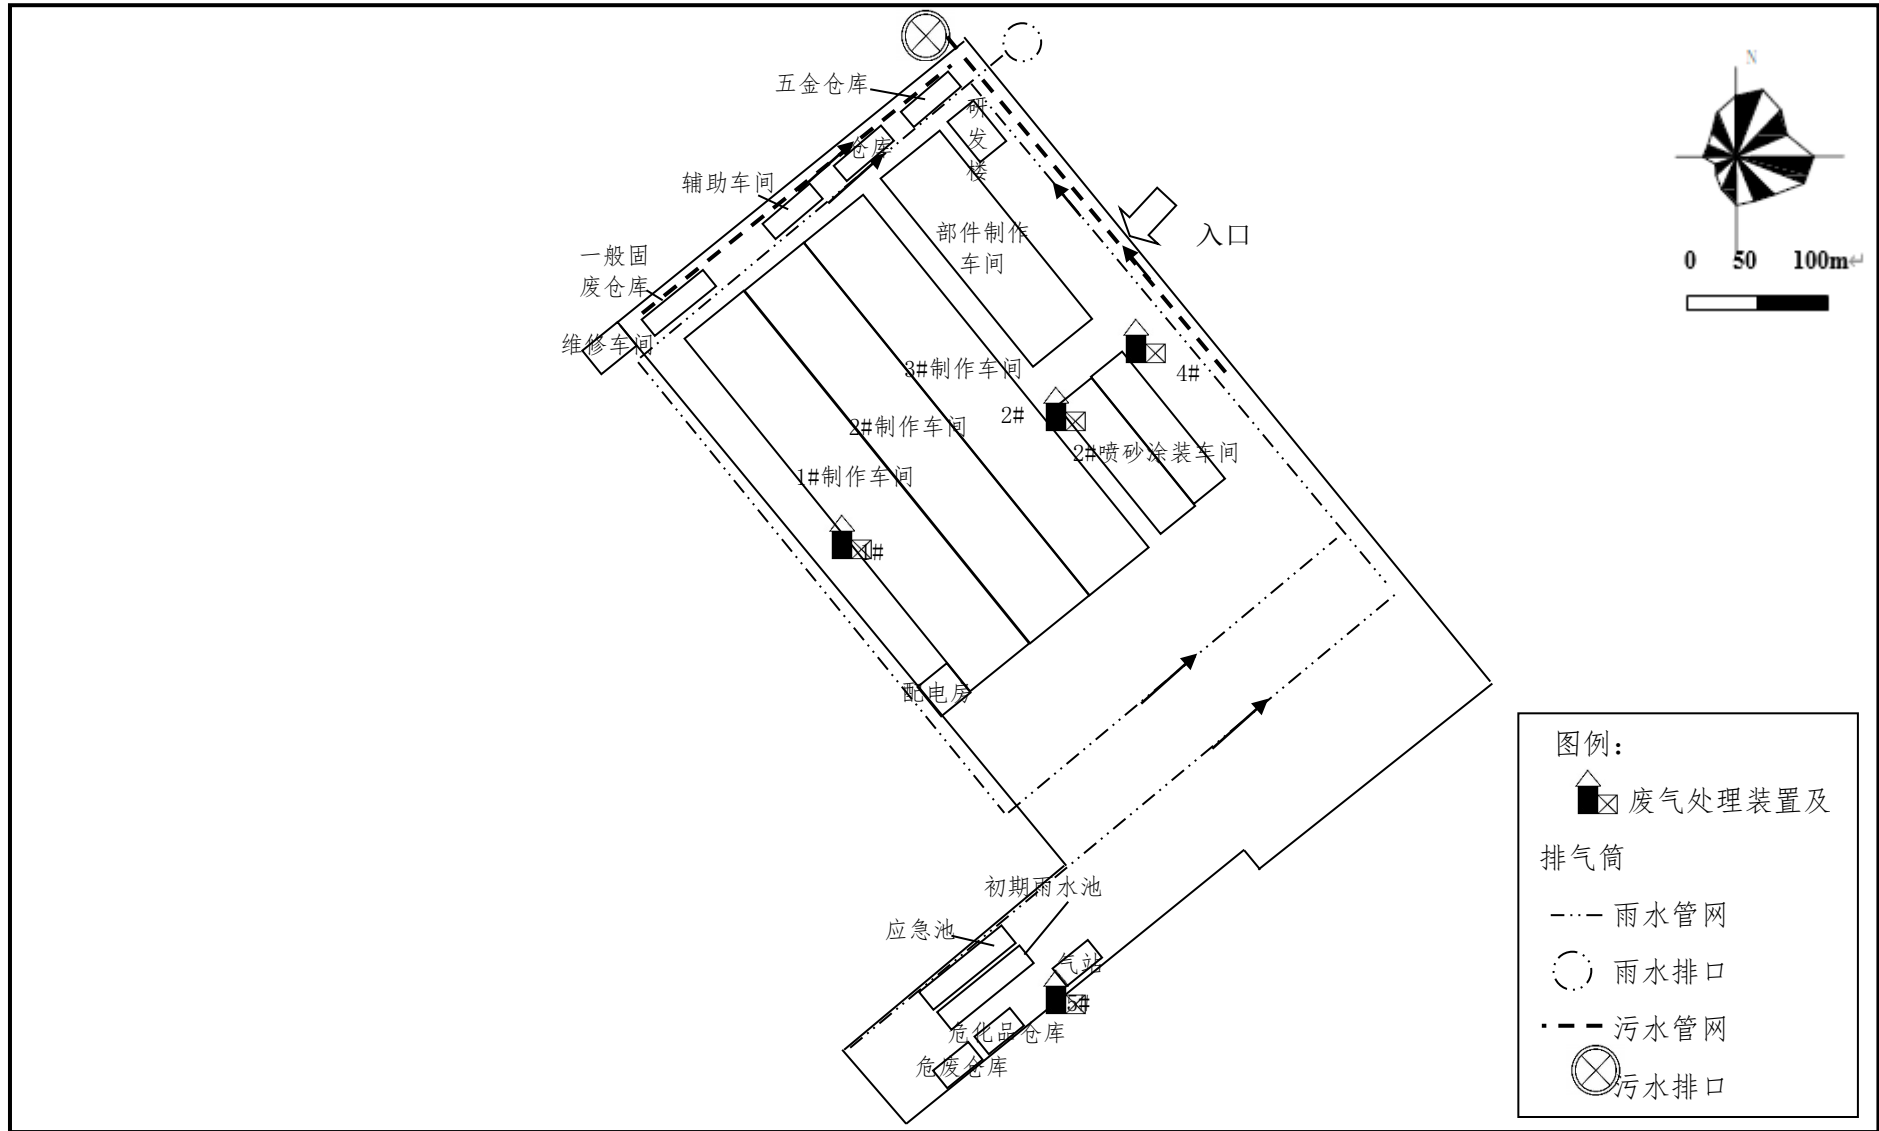 N
五金仓库
研
发
楼
仓库
辅助车间
部件制作
车间
入口
一般固
废仓库
0 50 100m↵
维修车间
3#制作车间
4#
2#制作车间
2#
2#喷砂涂装车间
1#制作车间
1#
配电房
图例：
废气处理装置及
排气筒
雨水管网
雨水排口
污水管网
污水排口
初期雨水池
应急池
气站
5#
危化品仓库
危废仓库